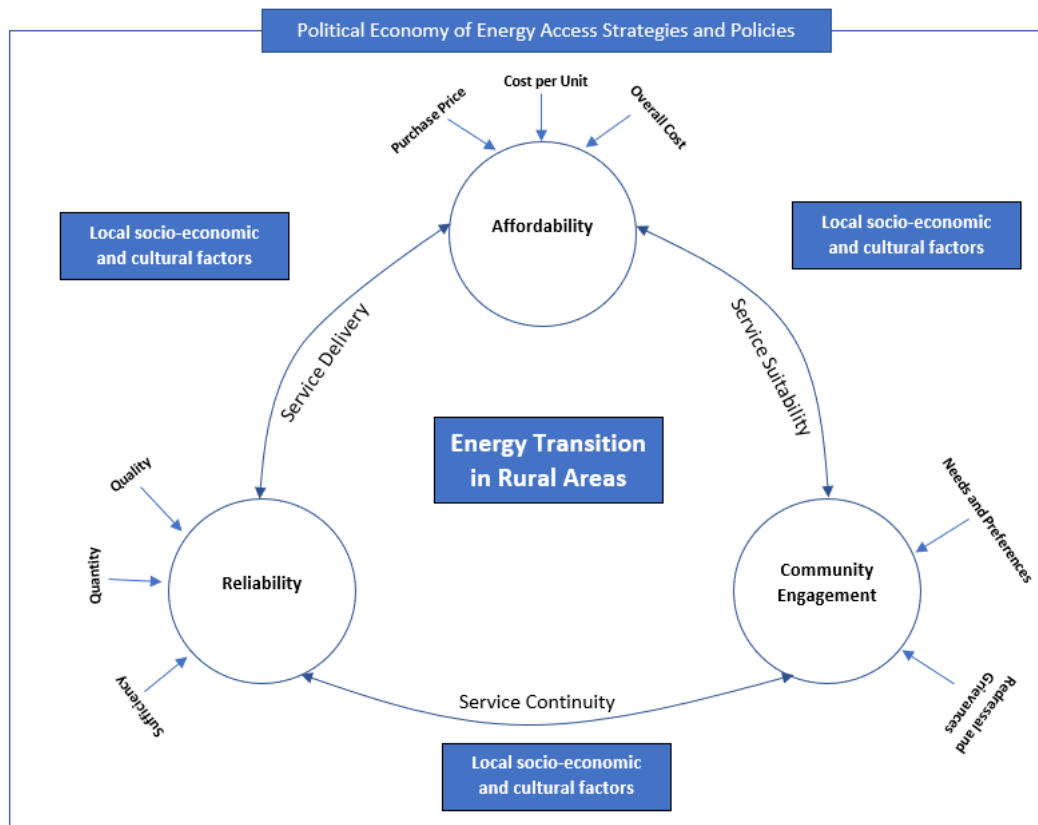 Political Economy of Energy Access Strategies and Policies
Cost per Unit
Purchase Price
Overall Cost
Affordability
Local socio-economic
and cultural factors
Local socio-economic
and cultural factors
Service Delivery
Service Suitability
Energy Transition
in Rural Areas
Quality
Quantity
Sufficiency
Reliability
Needs and Preferences
Community
Engagement
Redressal and
Grievances
Service Continuity
Local socio-economic
and cultural factors